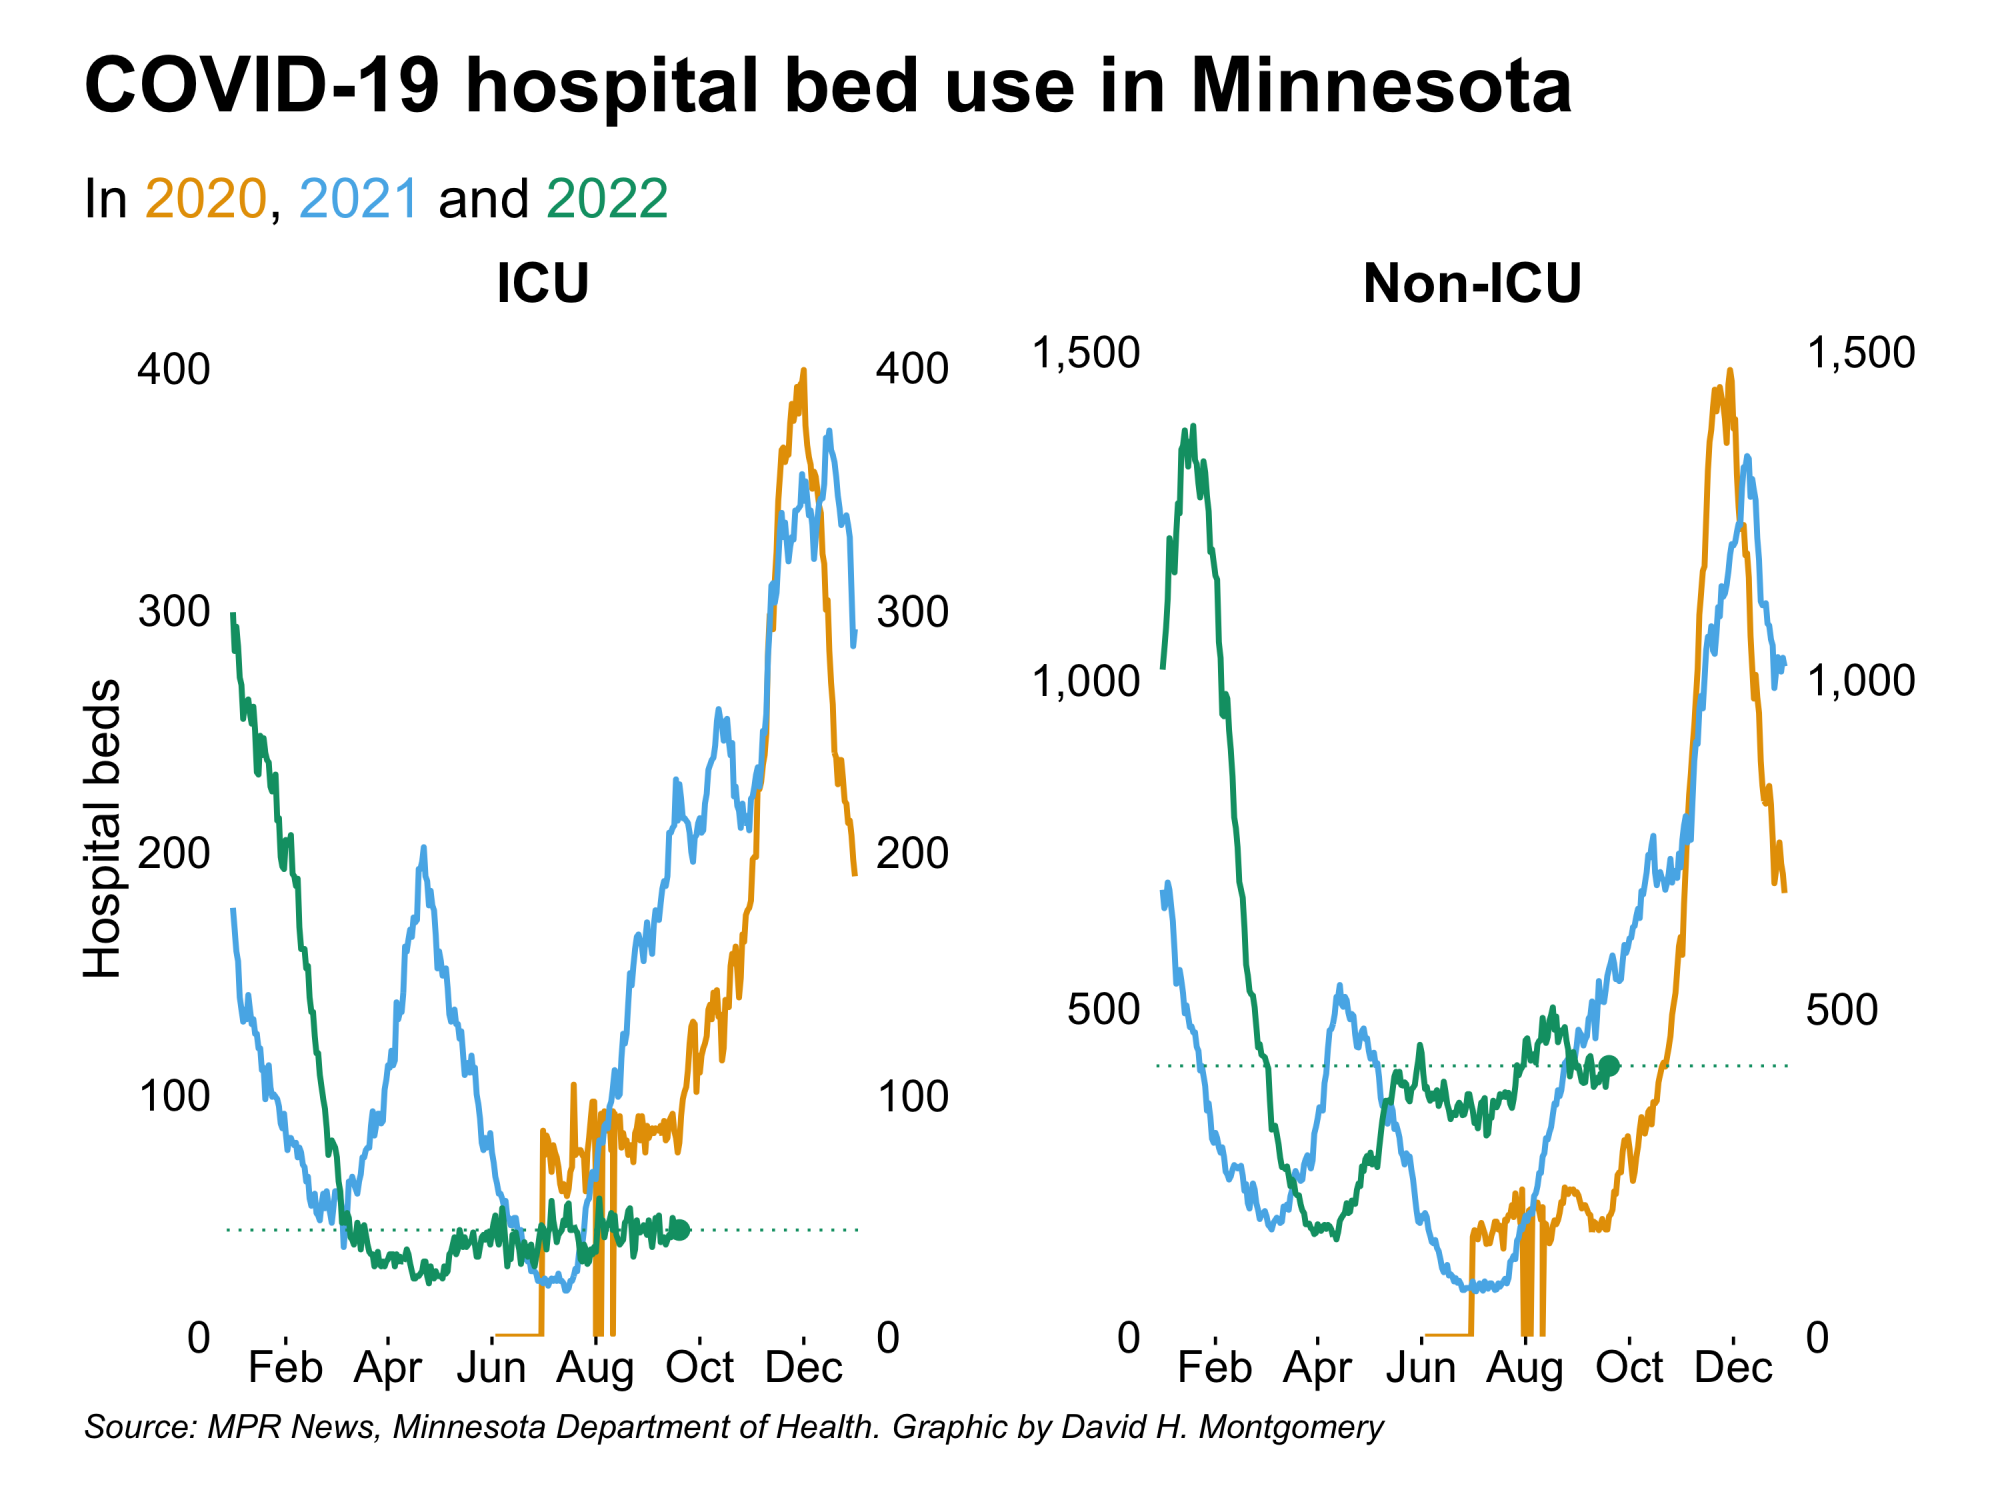 COVID-19 hospital bed use in Minnesota
In 2020, 2021 and 2022
ICU
Non-ICU
Hospital beds
400
300
200
100
0
400
300
200
100
0
Feb Apr Jun Aug Oct Dec
1,500
1,000
500
0
1,500
1,000
500
0
Feb Apr Jun Aug Oct Dec
Source: MPR News, Minnesota Department of Health. Graphic by David H. Montgomery